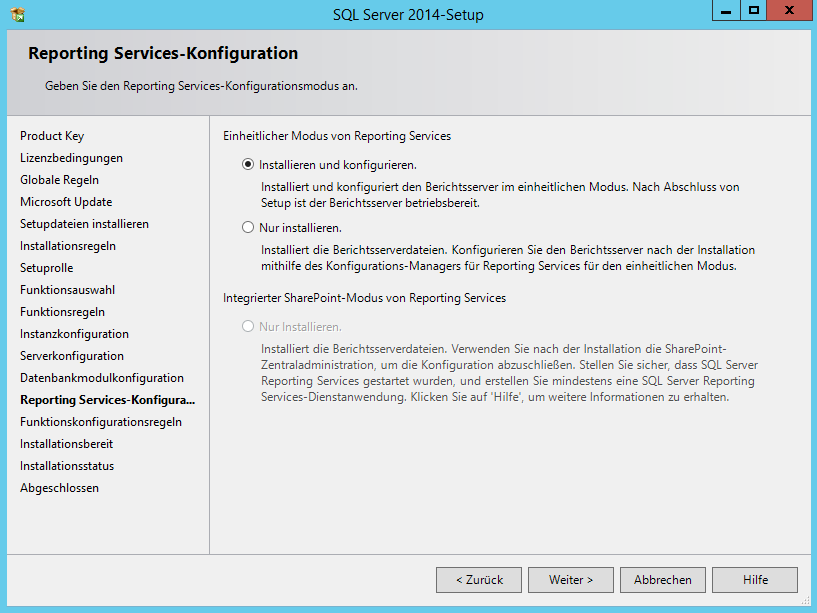 SQL Server 2014-Setup
Reporting Services-Konfiguration
Geben Sie den Reporting Services-Konfigurationsmodus an.
Product Key
Lizenzbedingungen
Globale Regeln
Microsoft Update
Setupdateien installieren
Installationsregeln
Setuprolle
Funktionsauswahl
Funktionsregeln
Instanzkonfiguration
Serverkonfiguration
Datenbankmodulkonfiguration
Reporting Services-Konfigura...
Funktionskonfigurationsregeln
Installationsbereit
Installationsstatus
Abgeschlossen
Einheitlicher Modus von Reporting Services
Installieren und konfigurieren.
Installiert und konfiguriert den Berichtsserver im einheitlichen Modus. Nach Abschluss von
Setup ist der Berichtsserver betriebsbereit.
Nur installieren.
Installiert die Berichtsserverdateien. Konfigurieren Sie den Berichtsserver nach der Installation
mithilfe des Konfigurations-Managers für Reporting Services für den einheitlichen Modus.
Integrierter SharePoint-Modus von Reporting Services
Nur Installieren.
Installiert die Berichtsserverdateien. Verwenden Sie nach der Installation die SharePoint-
Zentraladministration, um die Konfiguration abzuschließen. Stellen Sie sicher, dass SQL Server
Reporting Services gestartet wurden, und erstellen Sie mindestens eine SQL Server Reporting
Services-Dienstanwendung. Klicken Sie auf 'Hilfe', um weitere Informationen zu erhalten.
< Zurück
Weiter >
Abbrechen
Hilfe